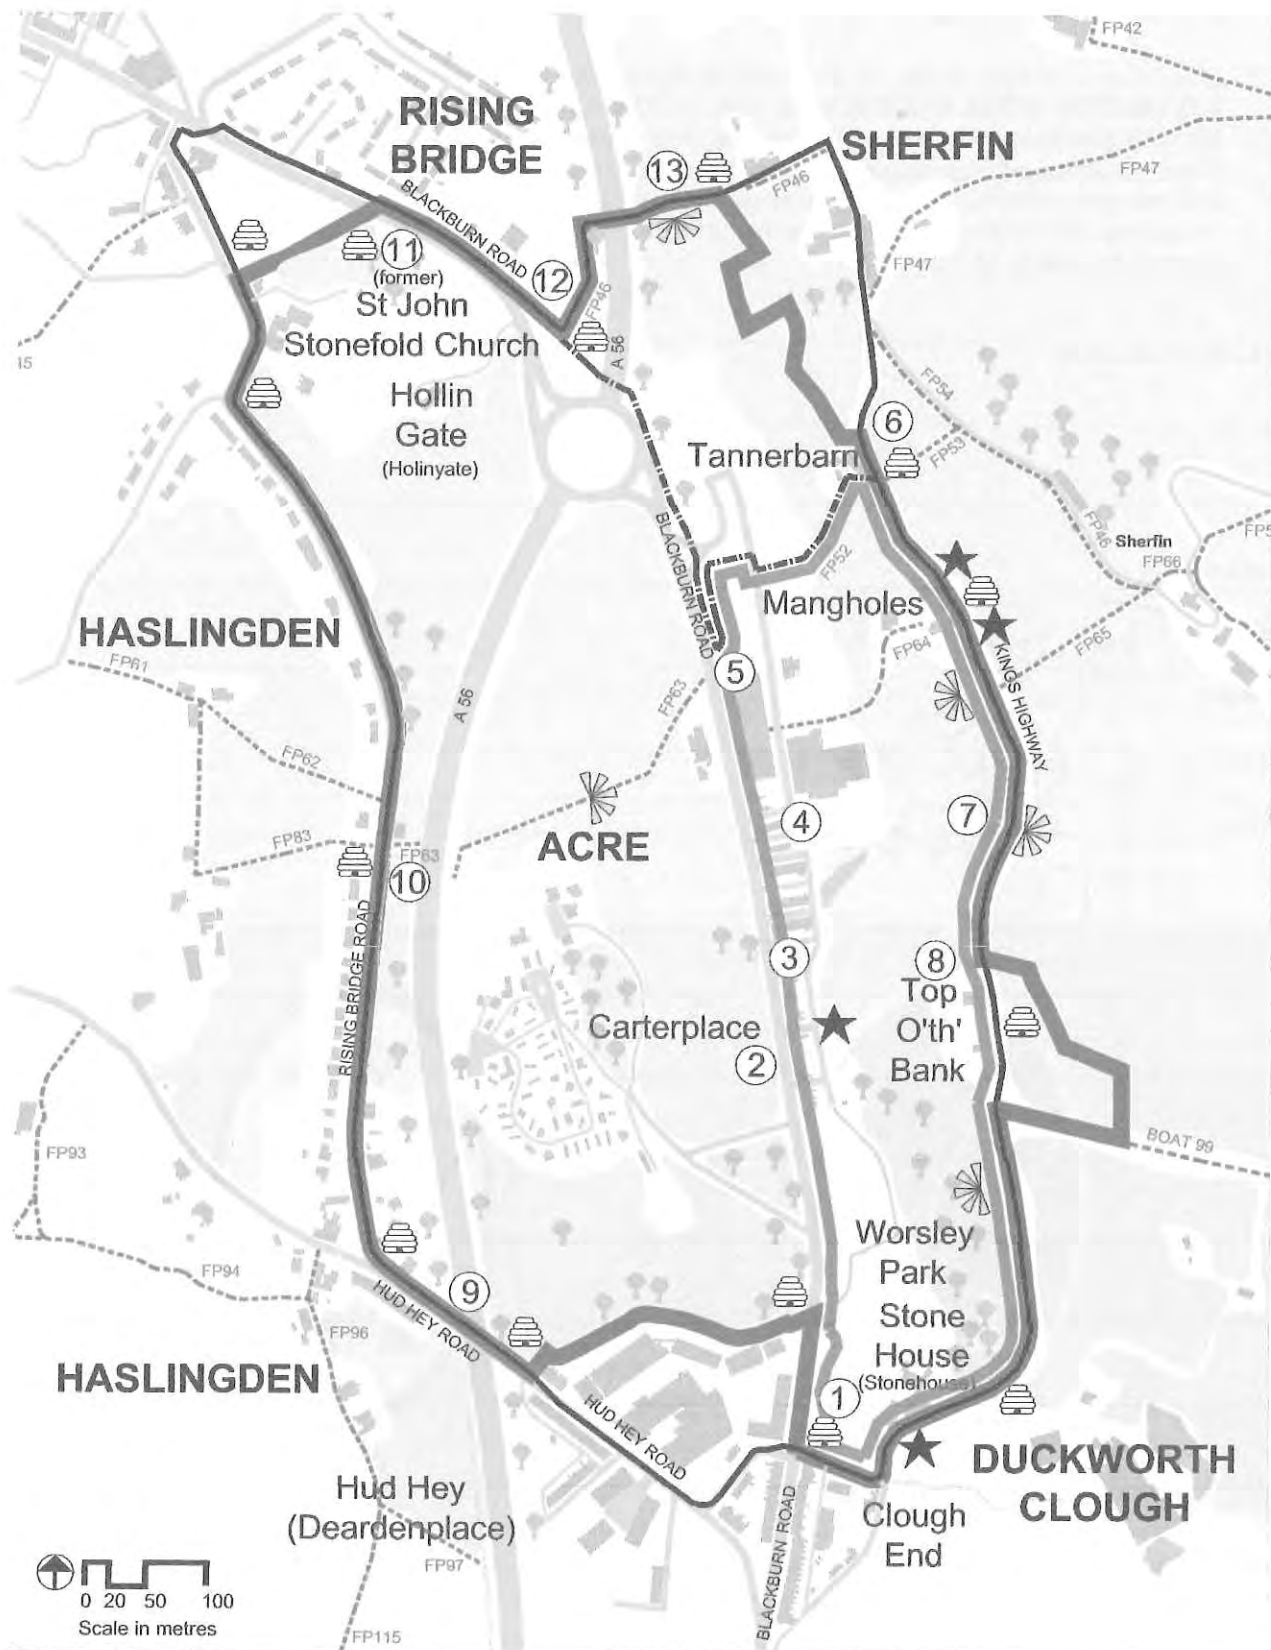 FP42
RISING
BRIDGE
SHERFIN
13
FP46
FP47
BLACKBURN ROAD
11
(former)
St John
Stonefold Church
12
FP46
A 56
FP47
Hollin
Gate
(Holinyate)
FP54
6
Tannerbarn
FP53
BLACKBURN ROAD
FP52
FP46
Sherfin
FP66
Mangholes
HASLINGDEN
FP61
FP64
FP65
5
KINGS HIGHWAY
A 56
FP63
FP62
7
4
ACRE
FP83
FP63
10
RISING BRIDGE ROAD
3
8
Top
O'th'
Bank
Carterplace
2
BOAT 99
FP93
Worsley
Park
FP94
9
HUD HEY ROAD
FP96
Stone
House
(Stonehouse)
HASLINGDEN
1
HUD HEY ROAD
DUCKWORTH
CLOUGH
Hud Hey
(Deardenplace)
BLACKBURN ROAD
Clough
End
FP97
0 20 50 100
Scale in metres
FP115